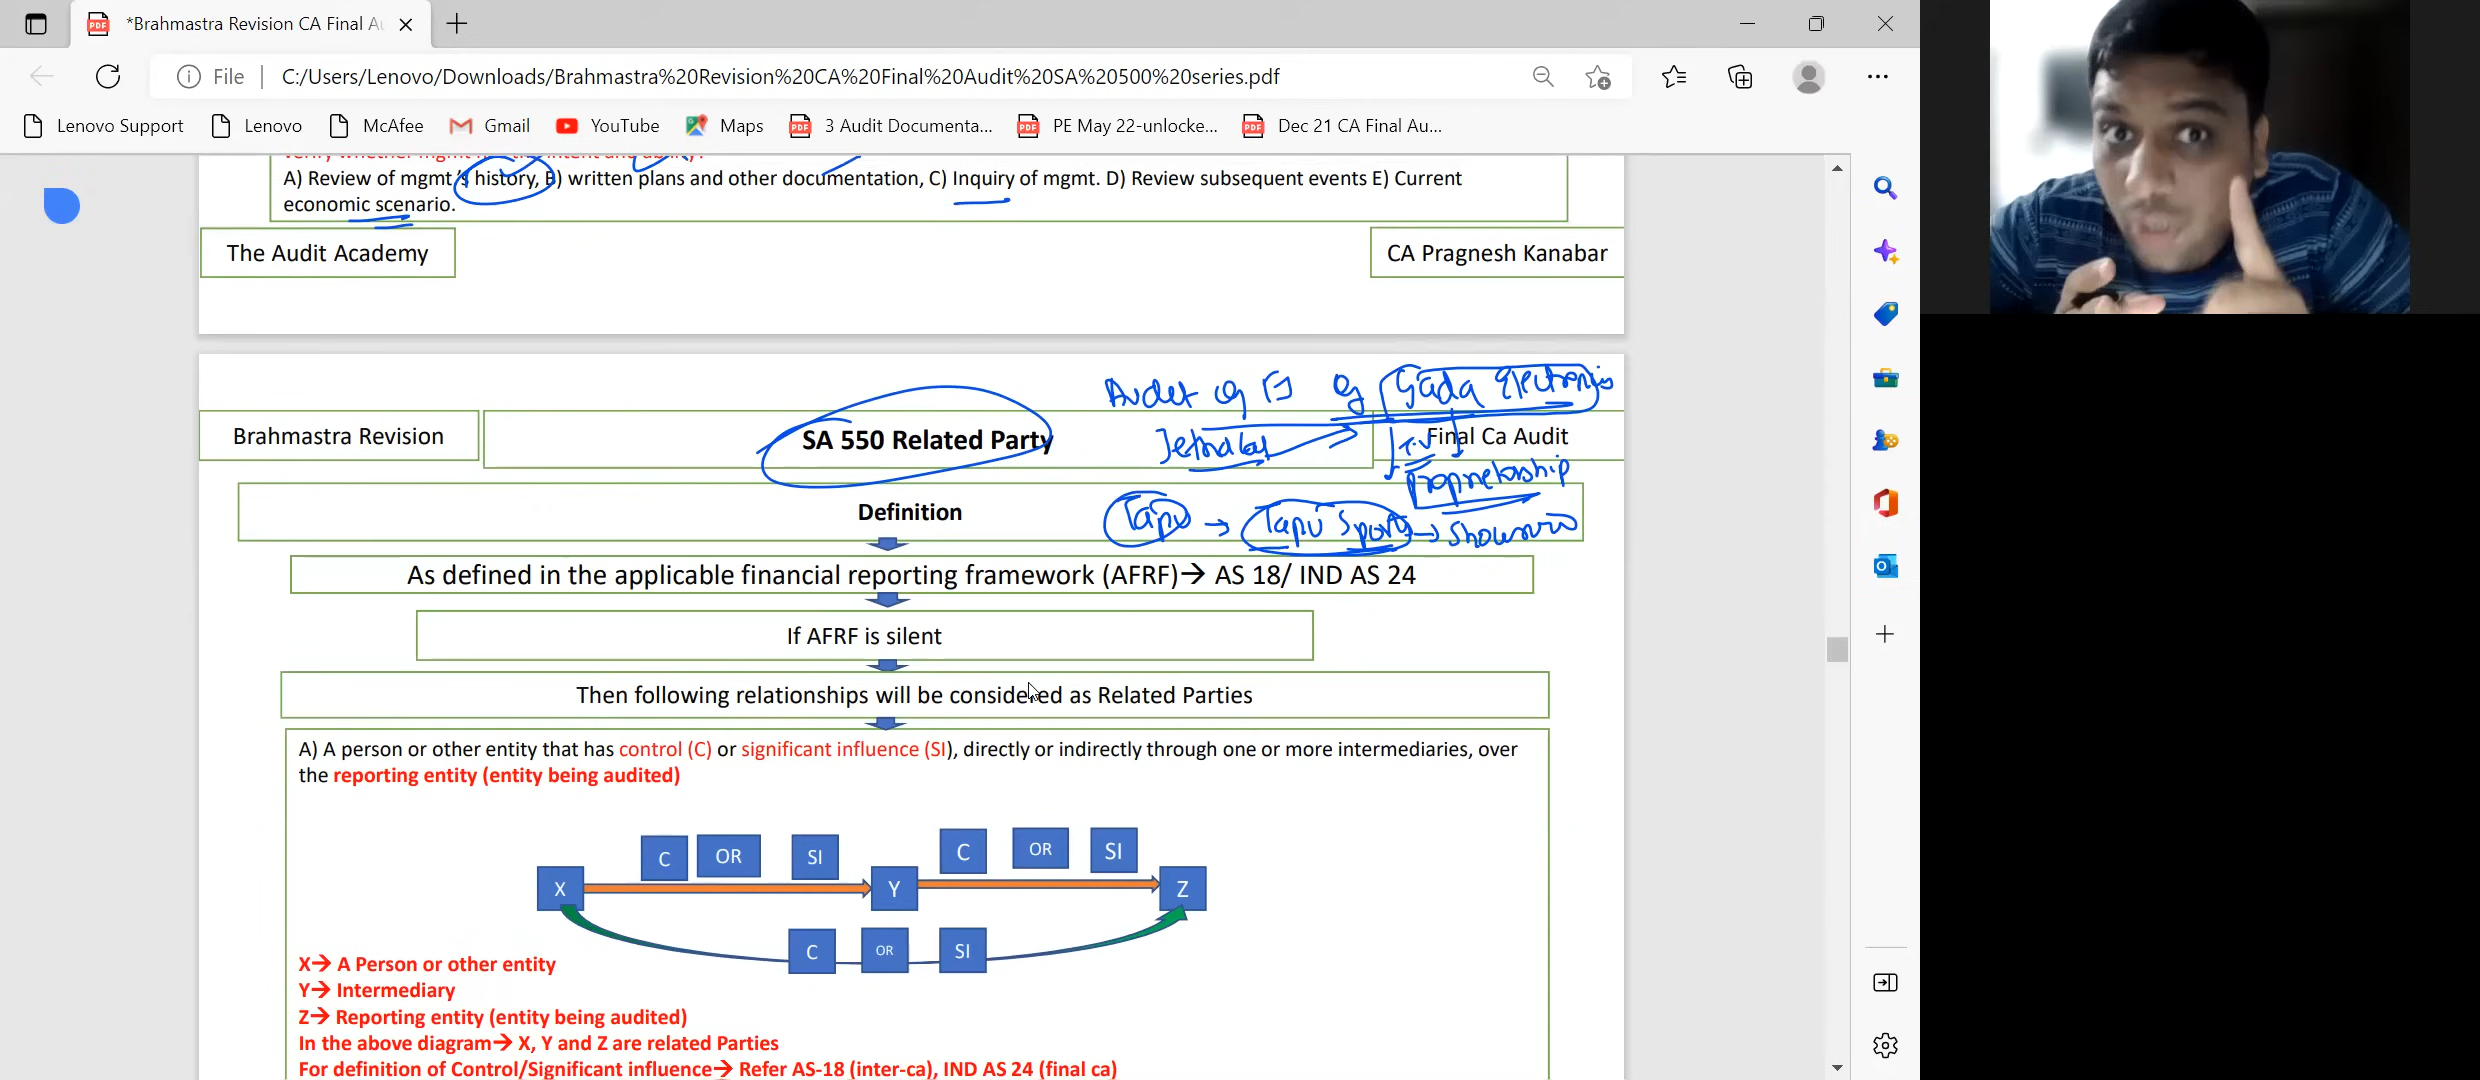 *Brahmastra Revision CA Final Au
File
C:/Users/Lenovo/Downloads/Brahmastra%20Revision%20CA%20Final%20Audit%20SA%20500%20series.pdf
Lenovo Support
Lenovo
McAfee
Gmail
YouTube
Maps
3 Audit Documenta...
PE May 22-unlocke...
Dec 21 CA Final Au...
A) Review of mgmt's history, B) written plans and other documentation, C) Inquiry of mgmt. D) Review subsequent events E) Current
economic scenario.
The Audit Academy
CA Pragnesh Kanabar
Audit of FS of Gada Electronics
Brahmastra Revision
SA 550 Related Party
Jethalal
Final Ca Audit
T.V
Proprietorship
Definition
Tapu → Tapu Sports →
As defined in the applicable financial reporting framework (AFRF)→ AS 18/ IND AS 24
If AFRF is silent
Then following relationships will be considered as Related Parties
A) A person or other entity that has control (C) or significant influence (SI), directly or indirectly through one or more intermediaries, over
the reporting entity (entity being audited)
C OR SI C OR SI
X Y Z
C OR SI
X→ A Person or other entity
Y→ Intermediary
Z→ Reporting entity (entity being audited)
In the above diagram→ X, Y and Z are related Parties
For definition of Control/Significant influence→ Refer AS-18 (inter-ca), IND AS 24 (final ca)